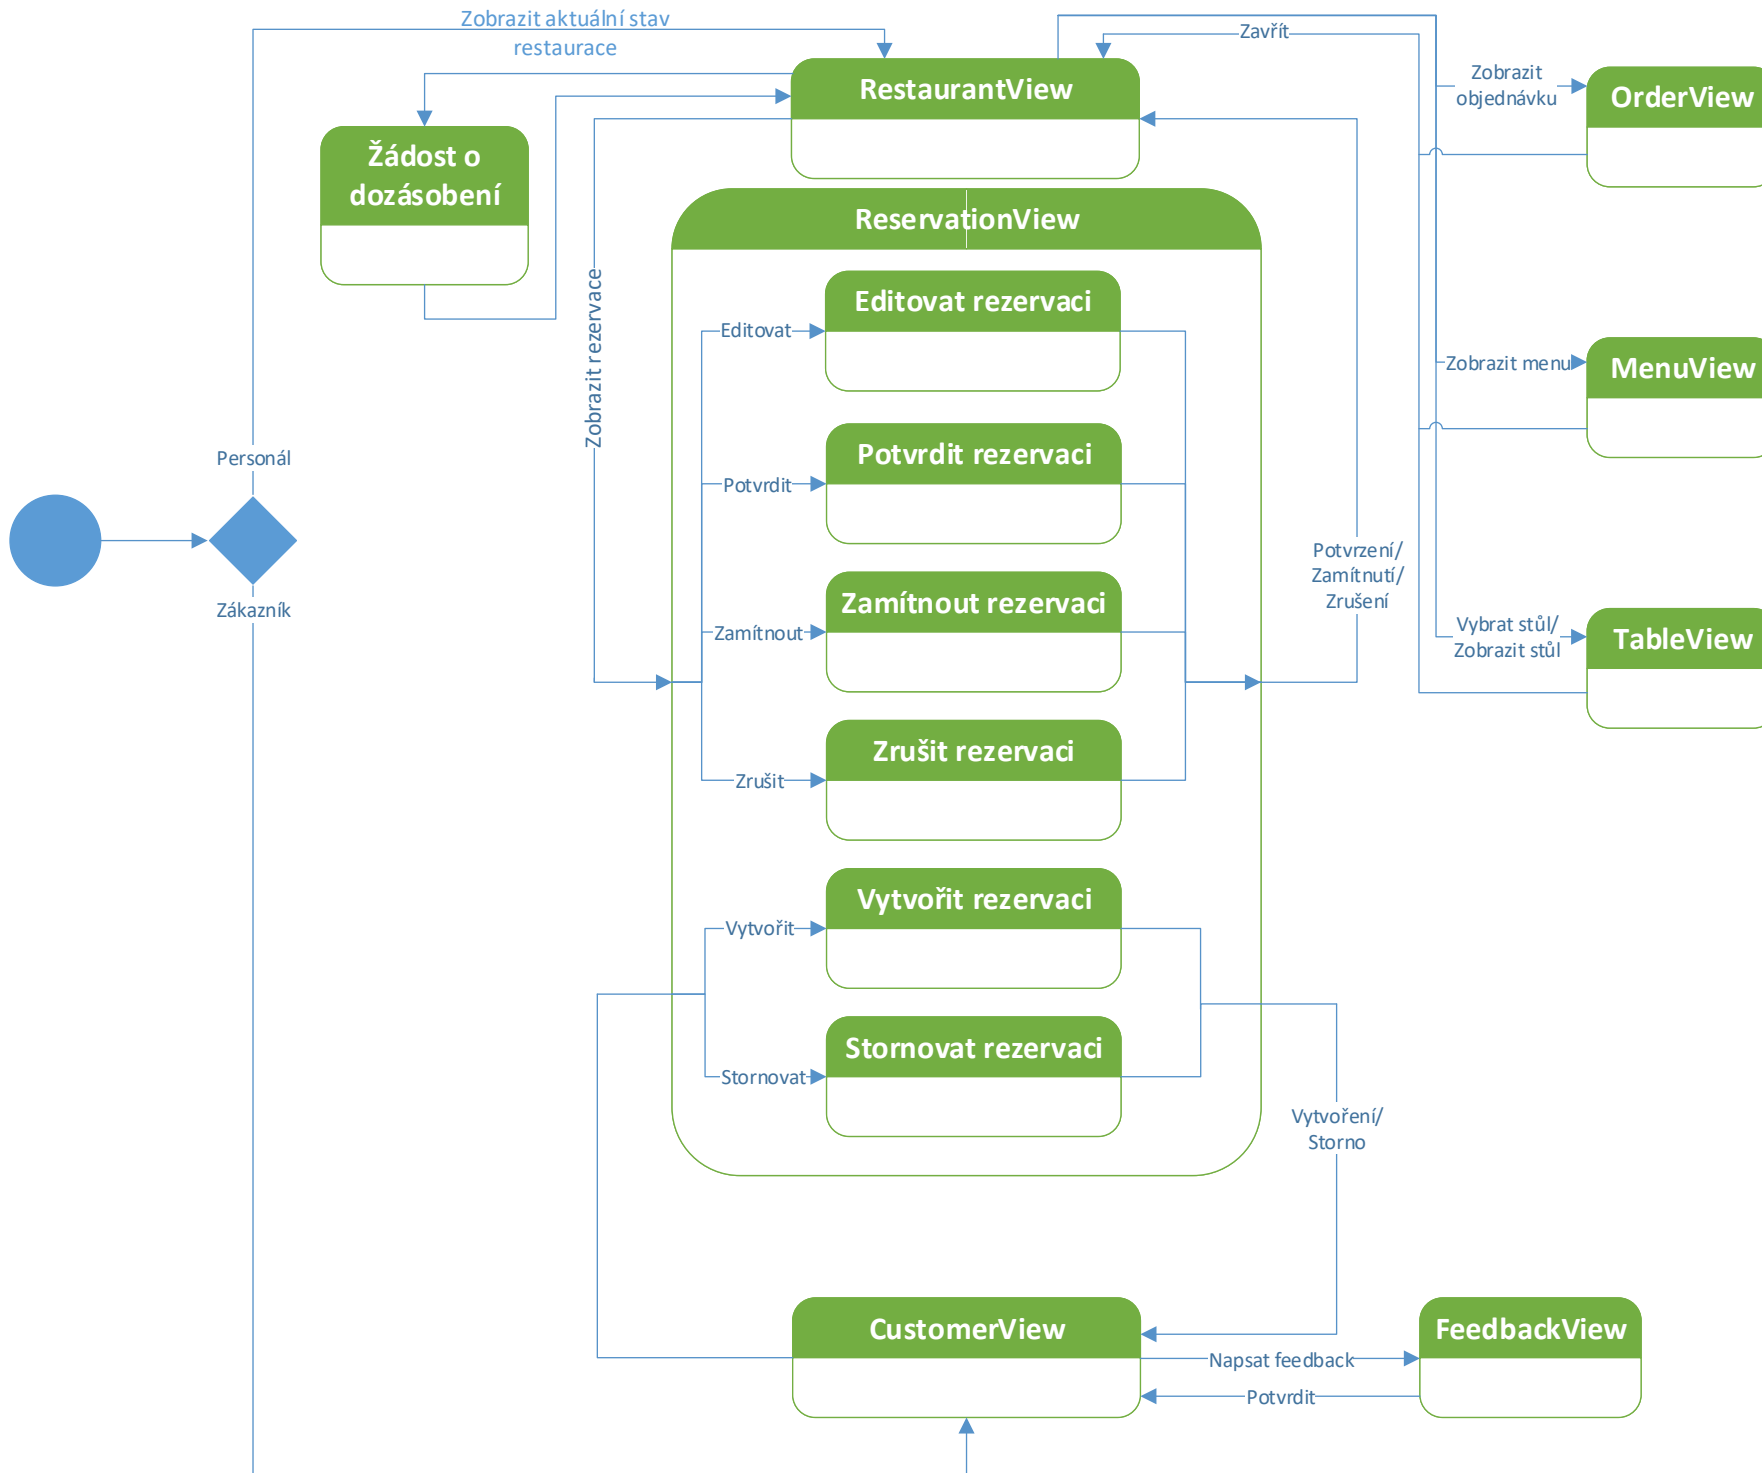 Zobrazit aktuální stav
restaurace
Zavřít
RestaurantView
Zobrazit
objednávku
OrderView
Žádost o
dozásobení
ReservationView
Zobrazit rezervace
Editovat rezervaci
Editovat
Zobrazit menu
MenuView
Personál
Potvrdit rezervaci
Potvrdit
Potvrzení/
Zamítnutí/
Zrušení
Zákazník
Zamítnout rezervaci
Zamítnout
Vybrat stůl/
Zobrazit stůl
TableView
Zrušit rezervaci
Zrušit
Vytvořit rezervaci
Vytvořit
Stornovat rezervaci
Stornovat
Vytvoření/
Storno
CustomerView
FeedbackView
Napsat feedback
Potvrdit